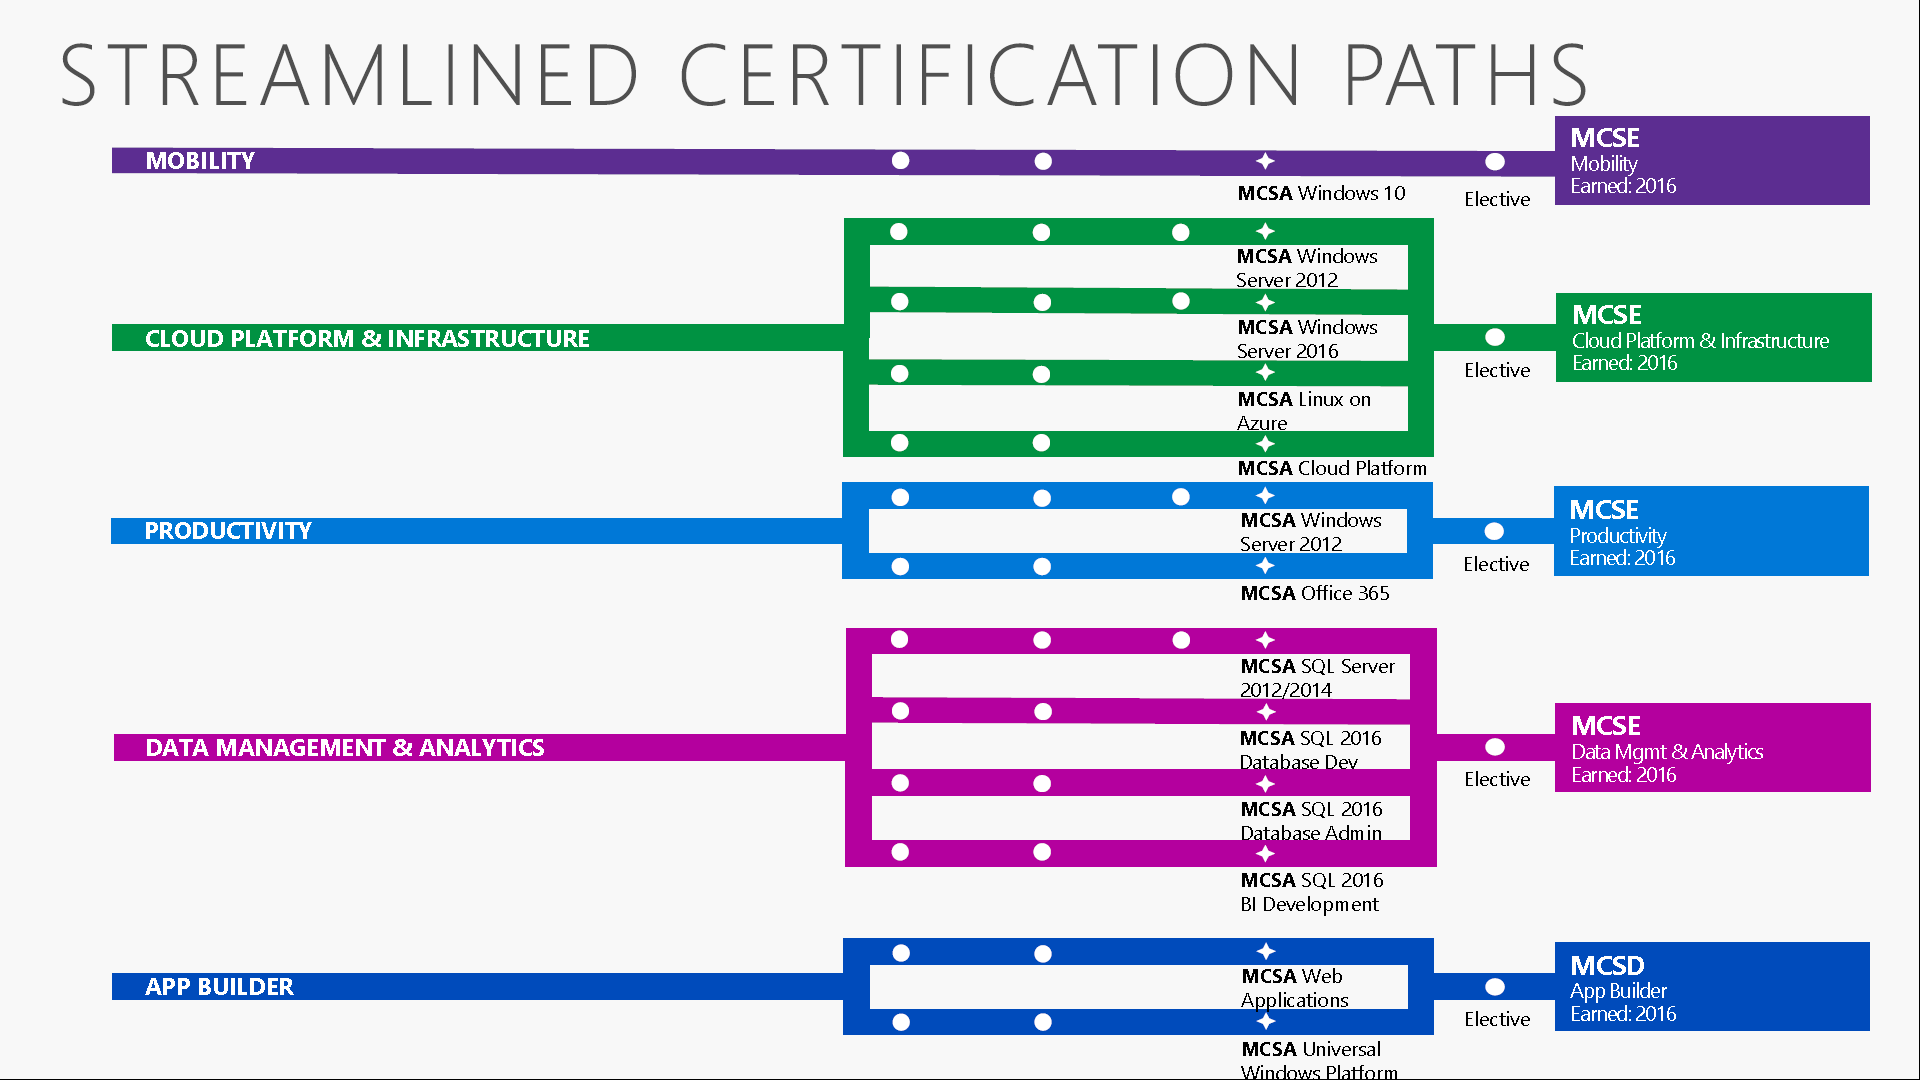 STREAMLINED CERTIFICATION PATHS
MOBILITY
MCSA Windows 10
Elective
MCSE
Mobility
Earned: 2016
CLOUD PLATFORM & INFRASTRUCTURE
MCSA Windows
Server 2012
MCSA Windows
Server 2016
MCSA Linux on
Azure
MCSA Cloud Platform
Elective
MCSE
Cloud Platform & Infrastructure
Earned: 2016
PRODUCTIVITY
MCSA Windows
Server 2012
MCSA Office 365
Elective
MCSE
Productivity
Earned: 2016
DATA MANAGEMENT & ANALYTICS
MCSA SQL Server
2012/2014
MCSA SQL 2016
Database Dev
MCSA SQL 2016
Database Admin
MCSA SQL 2016
BI Development
Elective
MCSE
Data Mgmt & Analytics
Earned: 2016
APP BUILDER
MCSA Web
Applications
MCSA Universal
Windows Platform
Elective
MCSD
App Builder
Earned: 2016